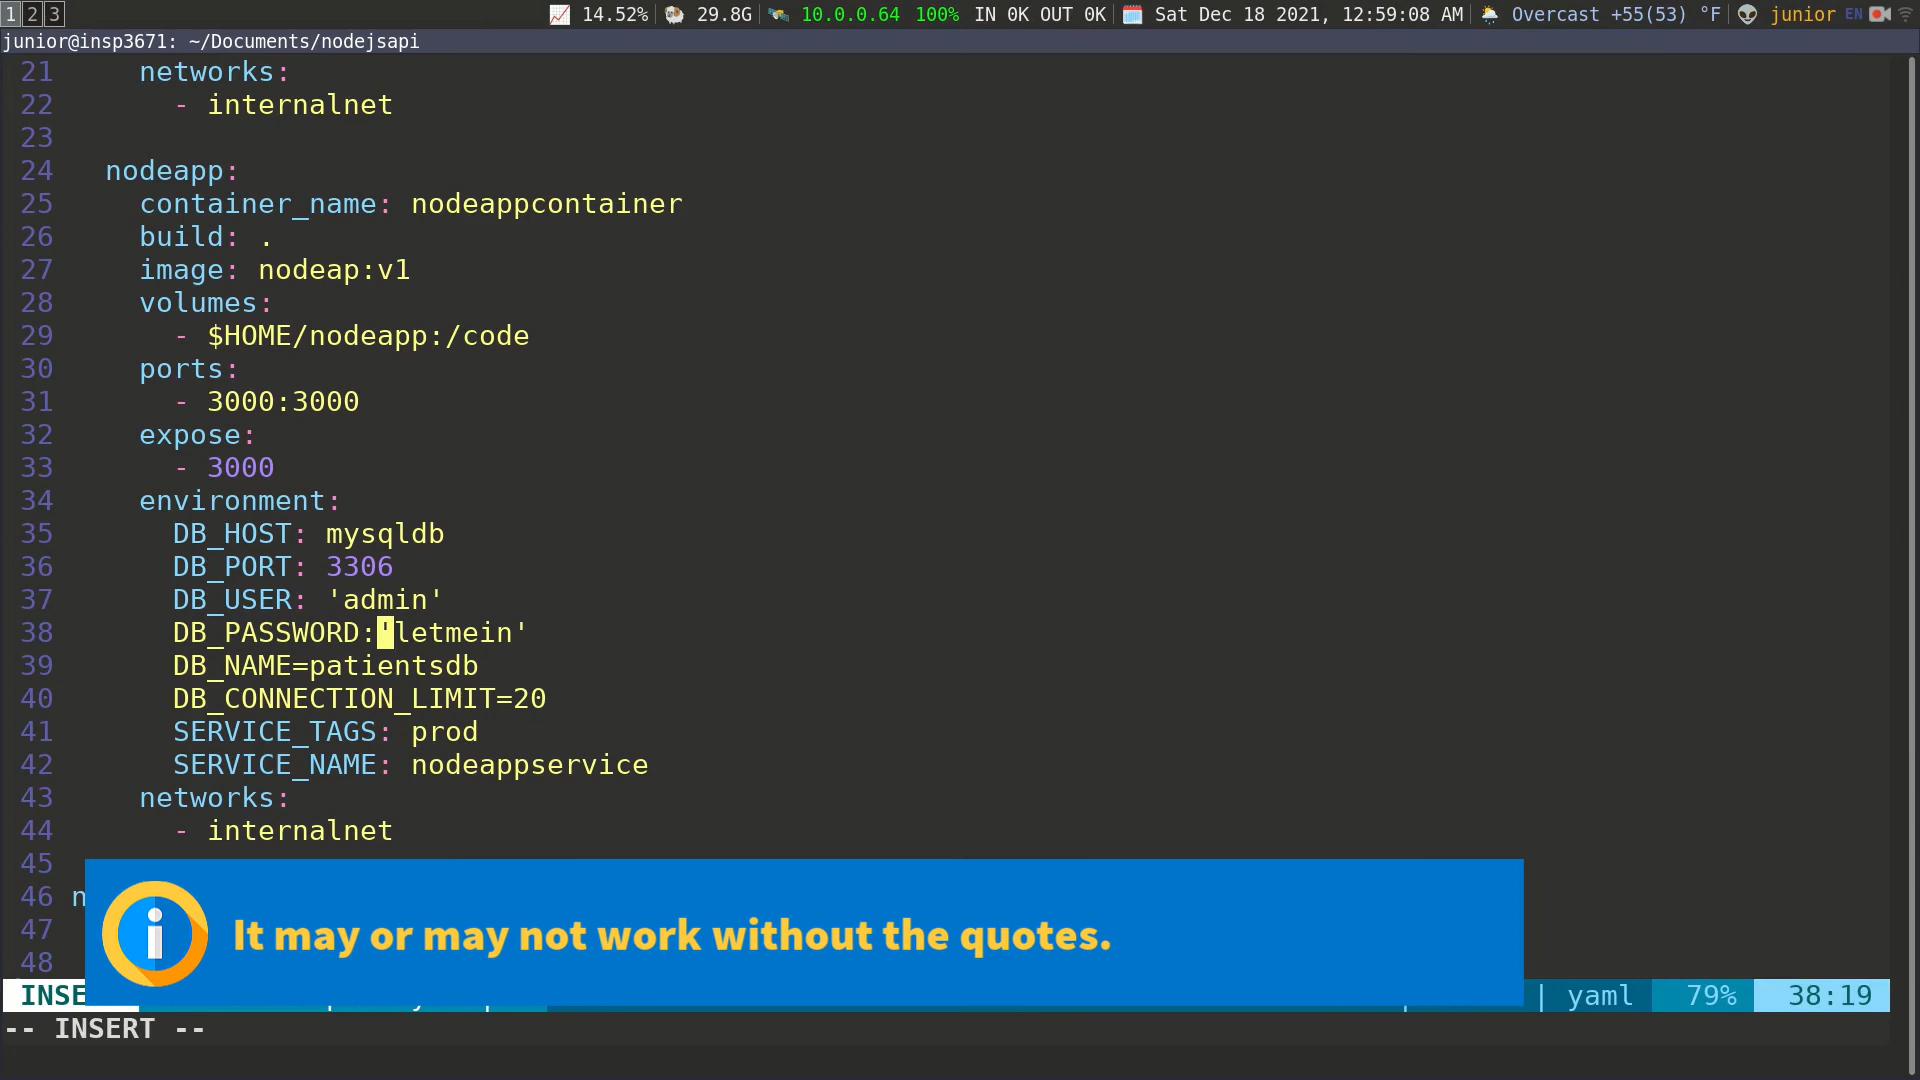 1 2 3 14.52% 29.8G 10.0.0.64 100% IN 0K OUT 0K Sat Dec 18 2021, 12:59:08 AM Overcast +55(53) °F junior EN
junior@insp3671: ~/Documents/nodejsapi
21 networks:
22 - internalnet
23
24 nodeapp:
25 container_name: nodeappcontainer
26 build: .
27 image: nodeap:v1
28 volumes:
29 - $HOME/nodeapp:/code
30 ports:
31 - 3000:3000
32 expose:
33 - 3000
34 environment:
35 DB_HOST: mysqldb
36 DB_PORT: 3306
37 DB_USER: 'admin'
38 DB_PASSWORD:'letmein'
39 DB_NAME=patientsdb
40 DB_CONNECTION_LIMIT=20
41 SERVICE_TAGS: prod
42 SERVICE_NAME: nodeappservice
43 networks:
44 - internalnet
45
46 n
47
48
It may or may not work without the quotes.
INSE | yaml 79% 38:19
-- INSERT --